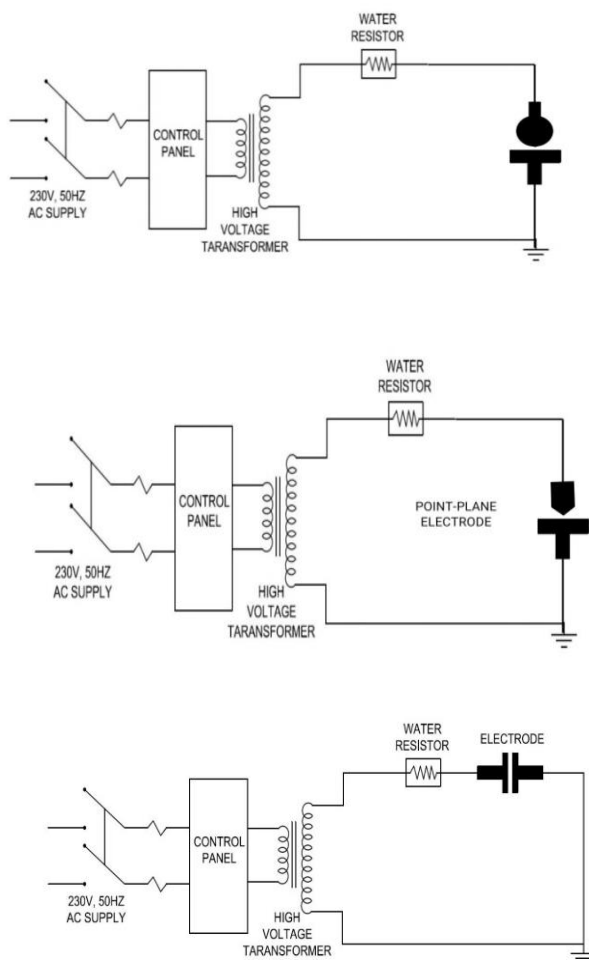 WATER
RESISTOR
CONTROL
PANEL
230V, 50HZ
AC SUPPLY
HIGH
VOLTAGE
TARANSFORMER
WATER
RESISTOR
CONTROL
PANEL
POINT-PLANE
ELECTRODE
230V, 50HZ
AC SUPPLY
HIGH
VOLTAGE
TARANSFORMER
WATER
RESISTOR
ELECTRODE
CONTROL
PANEL
230V, 50HZ
AC SUPPLY
HIGH
VOLTAGE
TARANSFORMER